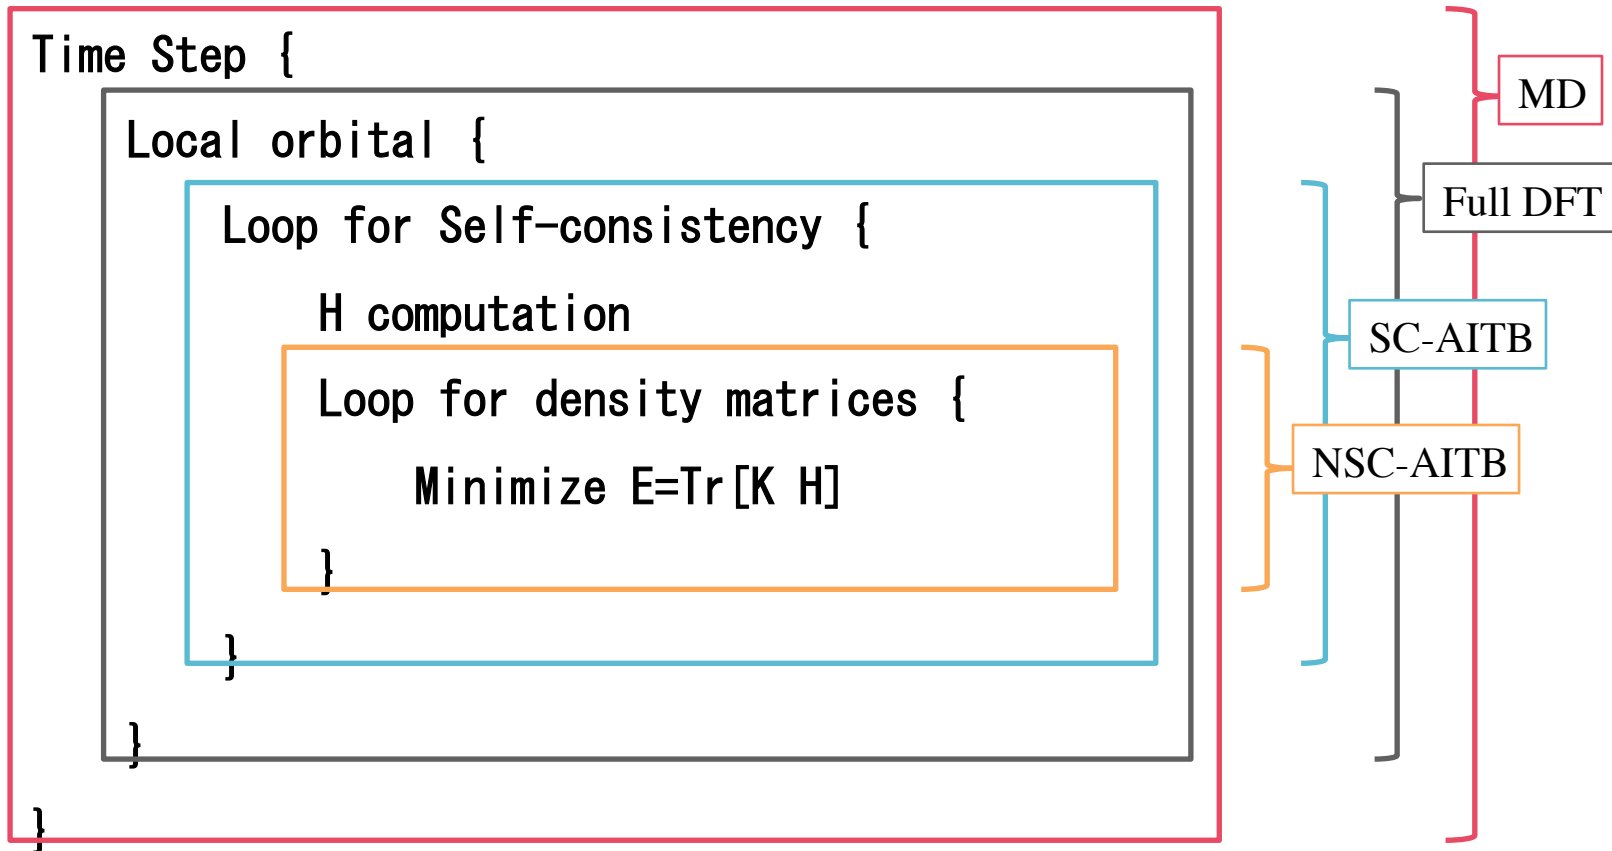 Time Step {
MD
Local orbital {
Full DFT
Loop for Self-consistency {
H computation
SC-AITB
Loop for density matrices {
NSC-AITB
Minimize E=Tr[K H]
}
}
}
}